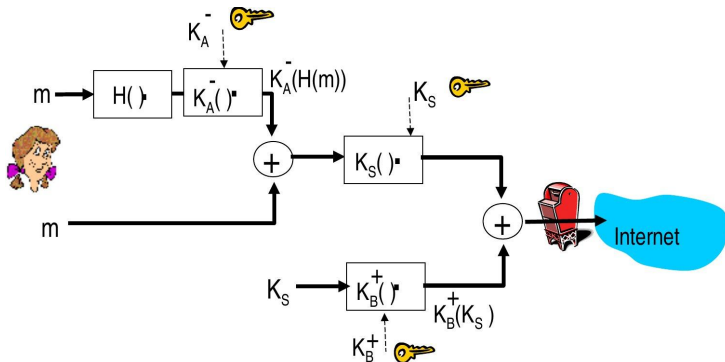 K_A^-
m
H( )·
K_A^-( )·
K_A^-(H(m))
K_S
+
K_S( )·
m
+
Internet
K_S
K_B^+( )·
K_B^+(K_S )
K_B^+